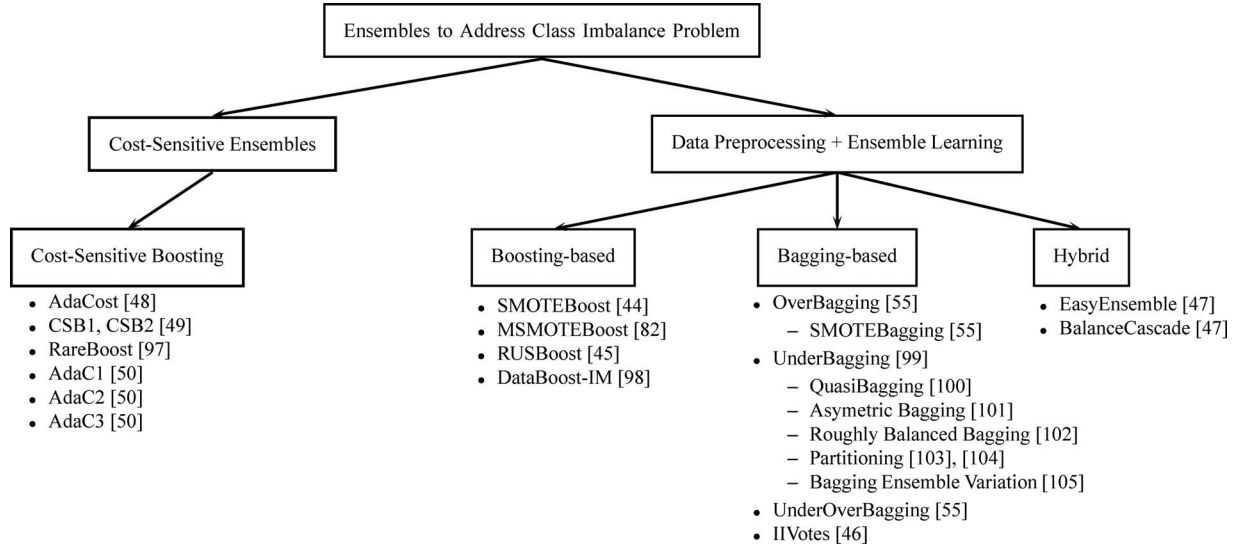 Ensembles to Address Class Imbalance Problem
Cost-Sensitive Ensembles
Data Preprocessing + Ensemble Learning
Cost-Sensitive Boosting
• AdaCost [48]
• CSB1, CSB2 [49]
• RareBoost [97]
• AdaC1 [50]
• AdaC2 [50]
• AdaC3 [50]
Boosting-based
• SMOTEBoost [44]
• MSMOTEBoost [82]
• RUSBoost [45]
• DataBoost-IM [98]
Bagging-based
• OverBagging [55]
– SMOTEBagging [55]
• UnderBagging [99]
– QuasiBagging [100]
– Asymetric Bagging [101]
– Roughly Balanced Bagging [102]
– Partitioning [103], [104]
– Bagging Ensemble Variation [105]
• UnderOverBagging [55]
• IIVotes [46]
Hybrid
• EasyEnsemble [47]
• BalanceCascade [47]